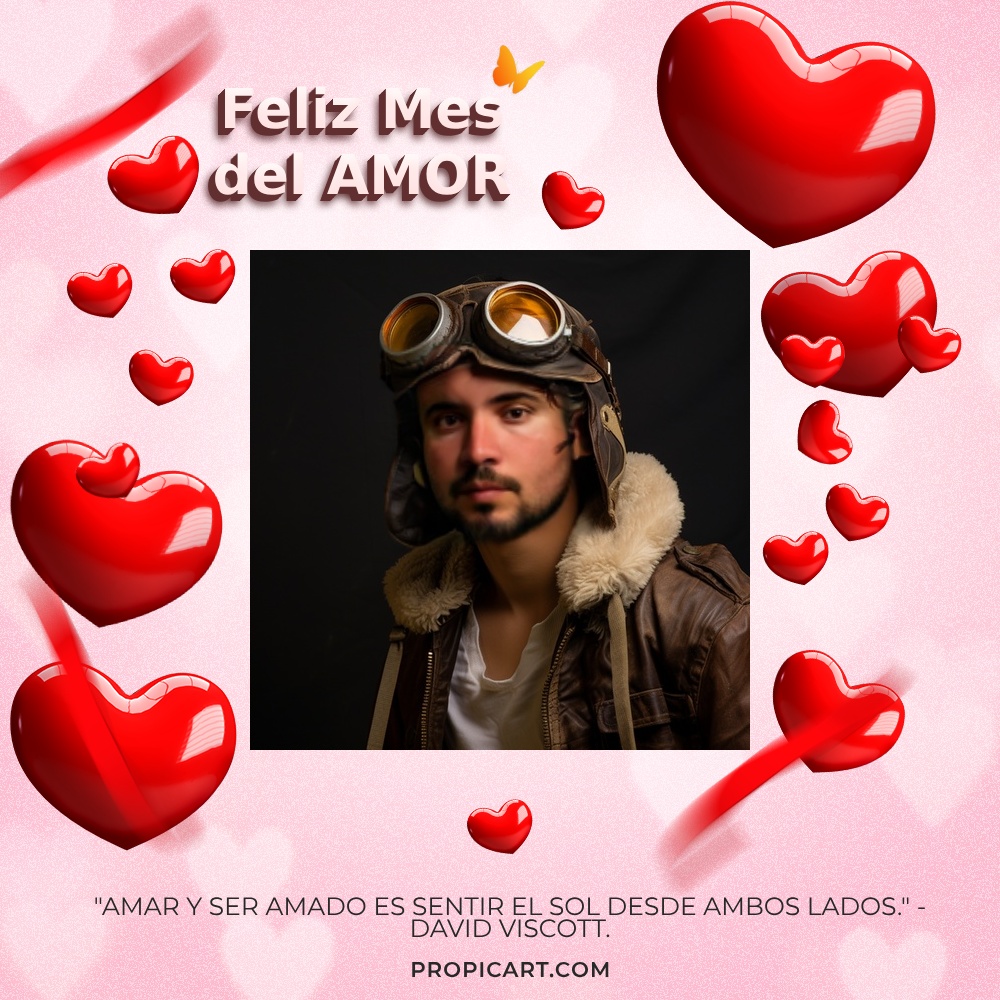 Feliz Mes
del AMOR
"AMAR Y SER AMADO ES SENTIR EL SOL DESDE AMBOS LADOS." -
DAVID VISCOTT.
PROPICART.COM